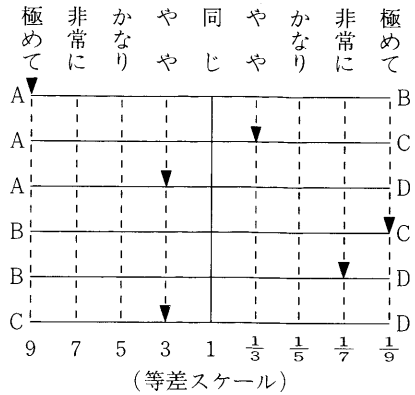 極めて 非常に かなり やや 同じ やや かなり 非常に 極めて
A B
A C
A D
B C
B D
C D
9 7 5 3 1 1/3 1/5 1/7 1/9
(等差スケール)